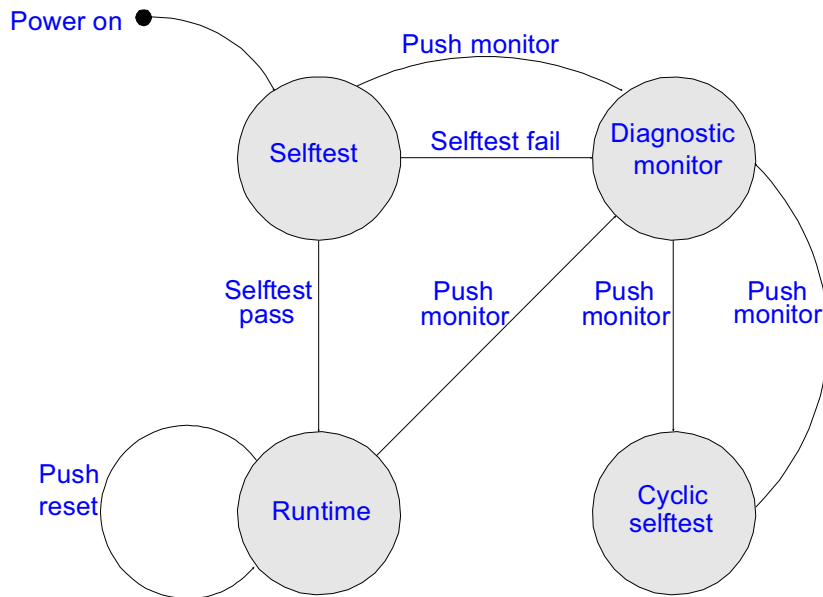 Power on
Push monitor
Selftest
Selftest fail
Diagnostic
monitor
Selftest
pass
Push
monitor
Push
monitor
Push
monitor
Push
reset
Runtime
Cyclic
selftest